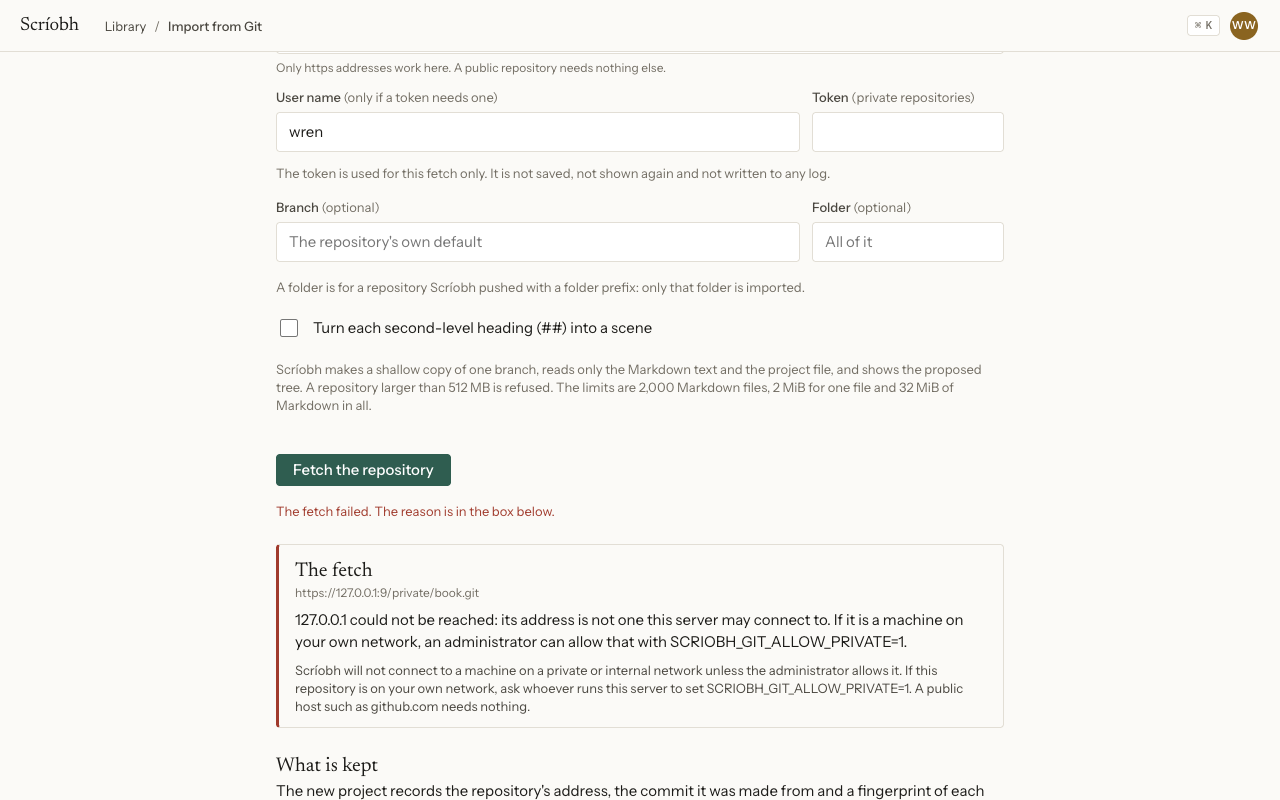 Scríobh
Library / Import from Git
⌘ K
WW
Only https addresses work here. A public repository needs nothing else.
User name (only if a token needs one)
Token (private repositories)
wren
The token is used for this fetch only. It is not saved, not shown again and not written to any log.
Branch (optional)
Folder (optional)
The repository's own default
All of it
A folder is for a repository Scríobh pushed with a folder prefix: only that folder is imported.
Turn each second-level heading (##) into a scene
Scríobh makes a shallow copy of one branch, reads only the Markdown text and the project file, and shows the proposed
tree. A repository larger than 512 MB is refused. The limits are 2,000 Markdown files, 2 MiB for one file and 32 MiB of
Markdown in all.
Fetch the repository
The fetch failed. The reason is in the box below.
The fetch
https://127.0.0.1:9/private/book.git
127.0.0.1 could not be reached: its address is not one this server may connect to. If it is a machine on
your own network, an administrator can allow that with SCRIOBH_GIT_ALLOW_PRIVATE=1.
Scríobh will not connect to a machine on a private or internal network unless the administrator allows it. If this
repository is on your own network, ask whoever runs this server to set SCRIOBH_GIT_ALLOW_PRIVATE=1. A public
host such as github.com needs nothing.
What is kept
The new project records the repository's address, the commit it was made from and a fingerprint of each